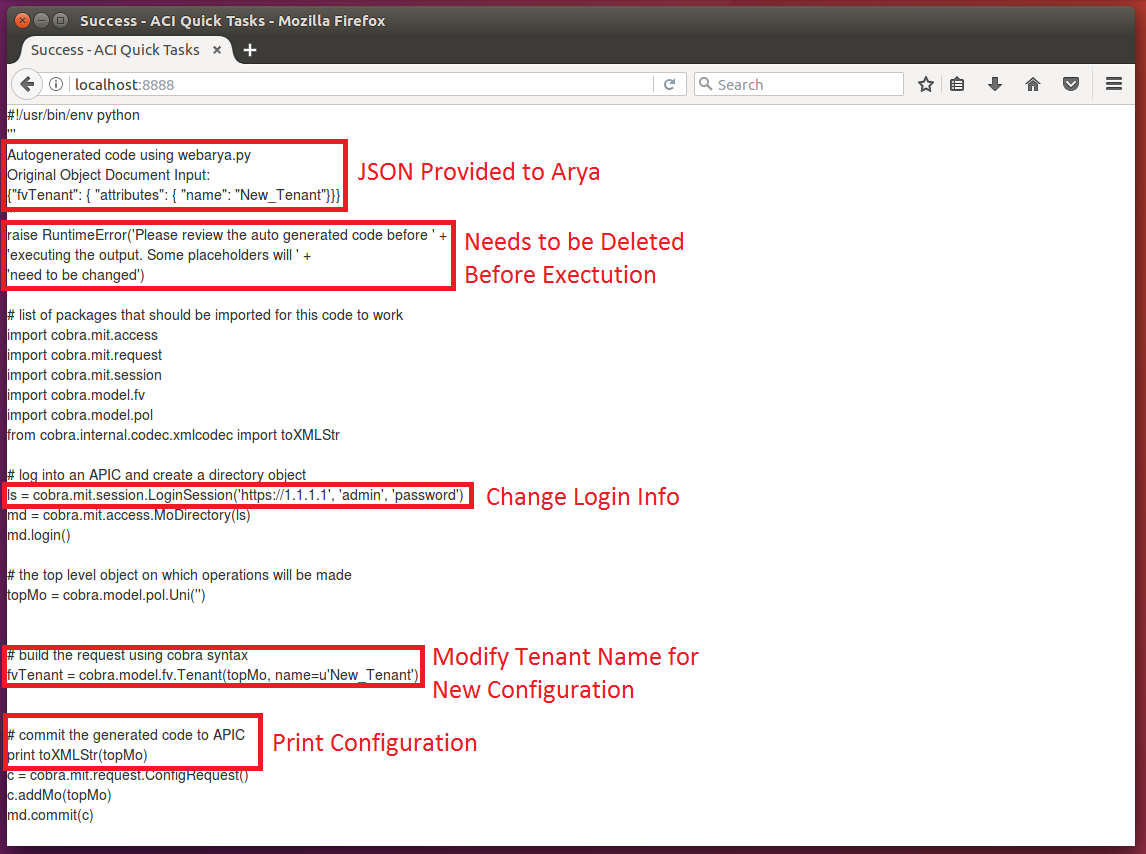 Success - ACI Quick Tasks - Mozilla Firefox
Success - ACI Quick Tasks
localhost:8888
Search
#!/usr/bin/env python
'''
Autogenerated code using webarya.py
Original Object Document Input:
{"fvTenant": { "attributes": { "name": "New_Tenant"}}}
JSON Provided to Arya
raise RuntimeError('Please review the auto generated code before ' +
'executing the output. Some placeholders will ' +
'need to be changed')
Needs to be Deleted
Before Exectution
# list of packages that should be imported for this code to work
import cobra.mit.access
import cobra.mit.request
import cobra.mit.session
import cobra.model.fv
import cobra.model.pol
from cobra.internal.codec.xmlcodec import toXMLStr
# log into an APIC and create a directory object
ls = cobra.mit.session.LoginSession('https://1.1.1.1', 'admin', 'password')
Change Login Info
md = cobra.mit.access.MoDirectory(ls)
md.login()
# the top level object on which operations will be made
topMo = cobra.model.pol.Uni('')
# build the request using cobra syntax
fvTenant = cobra.model.fv.Tenant(topMo, name=u'New_Tenant')
Modify Tenant Name for
New Configuration
# commit the generated code to APIC
print toXMLStr(topMo)
Print Configuration
c = cobra.mit.request.ConfigRequest()
c.addMo(topMo)
md.commit(c)